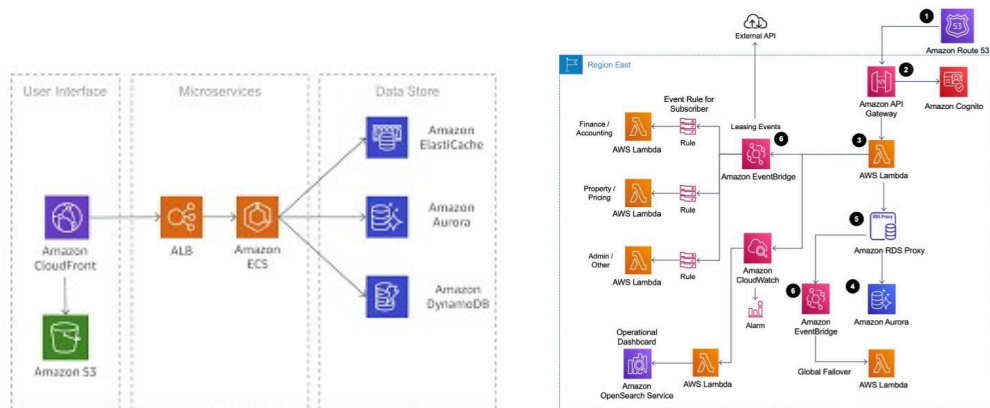 User Interface
Microservices
Data Store
Amazon
ElastiCache
Amazon
Aurora
Amazon
CloudFront
ALB
Amazon
ECS
Amazon
DynamoDB
Amazon S3
External API
1
53
Amazon Route 53
Region East
2
Amazon API
Gateway
Amazon Cognito
Event Rule for
Subscriber
Leasing Events
Finance /
Accounting
AWS Lambda
Rule
6
Amazon EventBridge
3
AWS Lambda
Property /
Pricing
AWS Lambda
Rule
5
RDS Proxy
Amazon RDS Proxy
Admin /
Other
AWS Lambda
Rule
Amazon
CloudWatch
Alarm
6
Amazon
EventBridge
4
Amazon Aurora
Operational
Dashboard
Amazon
OpenSearch Service
AWS Lambda
Global Failover
AWS Lambda